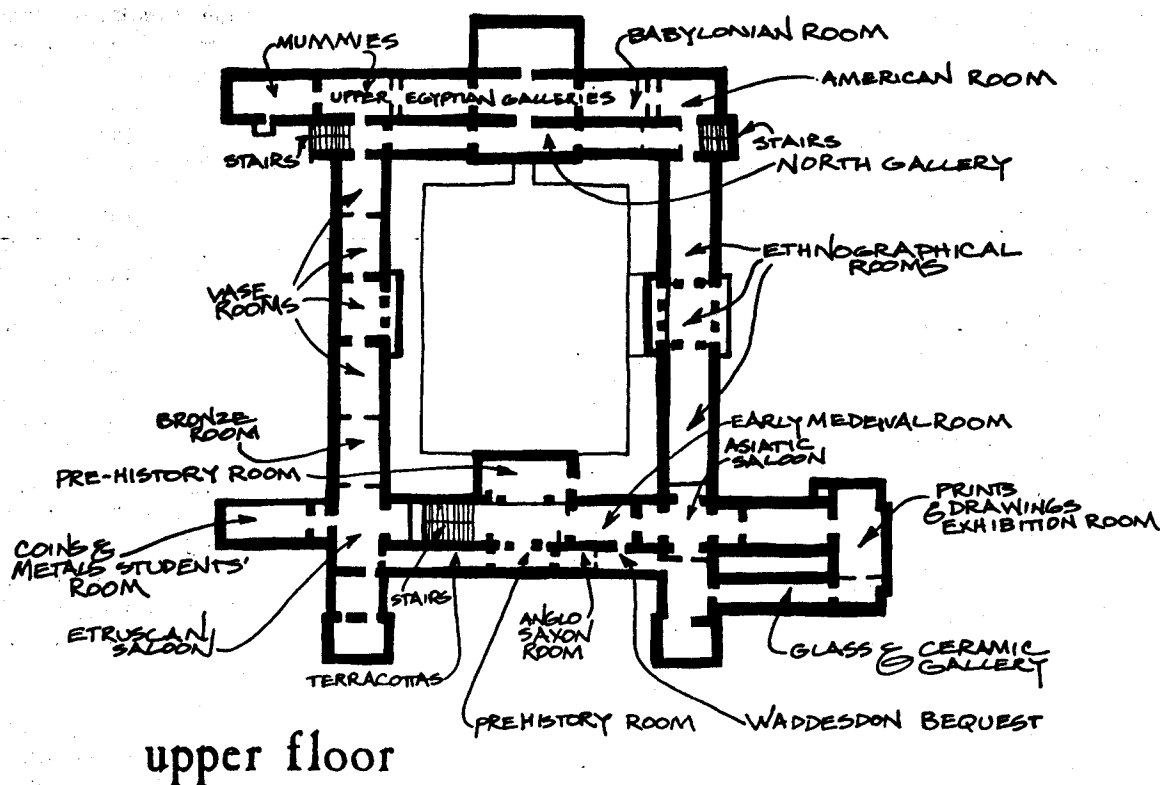 MUMMIES
BABYLONIAN ROOM
AMERICAN ROOM
UPPER EGYPTIAN GALLERIES
STAIRS
STAIRS
NORTH GALLERY
ETHNOGRAPHICAL
ROOMS
VASE
ROOMS
BRONZE
ROOM
EARLY MEDEIVAL ROOM
ASIATIC
SALOON
PRE-HISTORY ROOM
PRINTS
& DRAWINGS
EXHIBITION ROOM
COINS &
METALS STUDENTS'
ROOM
STAIRS
ANGLO
SAXON
ROOM
ETRUSCAN
SALOON
GLASS & CERAMIC
GALLERY
TERRACOTTAS
PREHISTORY ROOM
WADDESDON BEQUEST
upper floor